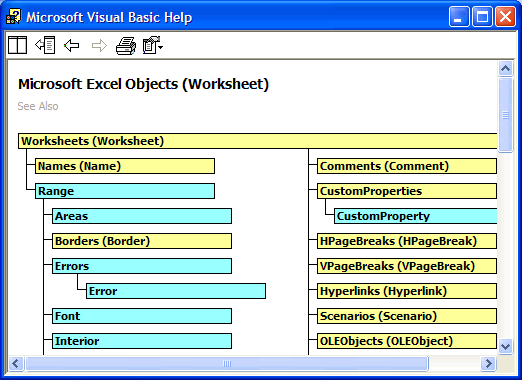 Microsoft Visual Basic Help
Microsoft Excel Objects (Worksheet)
See Also
Worksheets (Worksheet)
Names (Name)
Range
Areas
Borders (Border)
Errors
Error
Font
Interior
Comments (Comment)
CustomProperties
CustomProperty
HPageBreaks (HPageBreak)
VPageBreaks (VPageBreak)
Hyperlinks (Hyperlink)
Scenarios (Scenario)
OLEObjects (OLEObject)